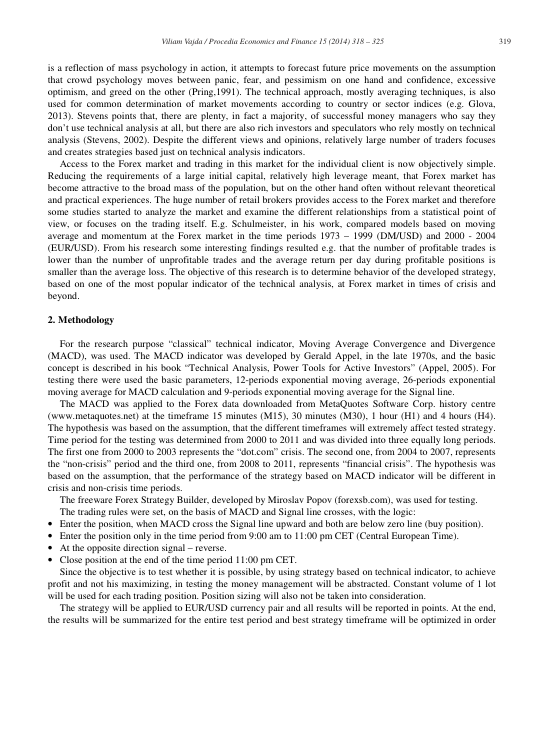 Viliam Vajda / Procedia Economics and Finance 15 (2014) 318 – 325
319
is a reflection of mass psychology in action, it attempts to forecast future price movements on the assumption
that crowd psychology moves between panic, fear, and pessimism on one hand and confidence, excessive
optimism, and greed on the other (Pring,1991). The technical approach, mostly averaging techniques, is also
used for common determination of market movements according to country or sector indices (e.g. Glova,
2013). Stevens points that, there are plenty, in fact a majority, of successful money managers who say they
don't use technical analysis at all, but there are also rich investors and speculators who rely mostly on technical
analysis (Stevens, 2002). Despite the different views and opinions, relatively large number of traders focuses
and creates strategies based just on technical analysis indicators.
Access to the Forex market and trading in this market for the individual client is now objectively simple.
Reducing the requirements of a large initial capital, relatively high leverage meant, that Forex market has
become attractive to the broad mass of the population, but on the other hand often without relevant theoretical
and practical experiences. The huge number of retail brokers provides access to the Forex market and therefore
some studies started to analyze the market and examine the different relationships from a statistical point of
view, or focuses on the trading itself. E.g. Schulmeister, in his work, compared models based on moving
average and momentum at the Forex market in the time periods 1973 – 1999 (DM/USD) and 2000 - 2004
(EUR/USD). From his research some interesting findings resulted e.g. that the number of profitable trades is
lower than the number of unprofitable trades and the average return per day during profitable positions is
smaller than the average loss. The objective of this research is to determine behavior of the developed strategy,
based on one of the most popular indicator of the technical analysis, at Forex market in times of crisis and
beyond.
2. Methodology
For the research purpose “classical” technical indicator, Moving Average Convergence and Divergence
(MACD), was used. The MACD indicator was developed by Gerald Appel, in the late 1970s, and the basic
concept is described in his book “Technical Analysis, Power Tools for Active Investors” (Appel, 2005). For
testing there were used the basic parameters, 12-periods exponential moving average, 26-periods exponential
moving average for MACD calculation and 9-periods exponential moving average for the Signal line.
The MACD was applied to the Forex data downloaded from MetaQuotes Software Corp. history centre
(www.metaquotes.net) at the timeframe 15 minutes (M15), 30 minutes (M30), 1 hour (H1) and 4 hours (H4).
The hypothesis was based on the assumption, that the different timeframes will extremely affect tested strategy.
Time period for the testing was determined from 2000 to 2011 and was divided into three equally long periods.
The first one from 2000 to 2003 represents the “dot.com” crisis. The second one, from 2004 to 2007, represents
the “non-crisis” period and the third one, from 2008 to 2011, represents “financial crisis”. The hypothesis was
based on the assumption, that the performance of the strategy based on MACD indicator will be different in
crisis and non-crisis time periods.
The freeware Forex Strategy Builder, developed by Miroslav Popov (forexsb.com), was used for testing.
The trading rules were set, on the basis of MACD and Signal line crosses, with the logic:
• Enter the position, when MACD cross the Signal line upward and both are below zero line (buy position).
• Enter the position only in the time period from 9:00 am to 11:00 pm CET (Central European Time).
• At the opposite direction signal – reverse.
• Close position at the end of the time period 11:00 pm CET.
Since the objective is to test whether it is possible, by using strategy based on technical indicator, to achieve
profit and not his maximizing, in testing the money management will be abstracted. Constant volume of 1 lot
will be used for each trading position. Position sizing will also not be taken into consideration.
The strategy will be applied to EUR/USD currency pair and all results will be reported in points. At the end,
the results will be summarized for the entire test period and best strategy timeframe will be optimized in order